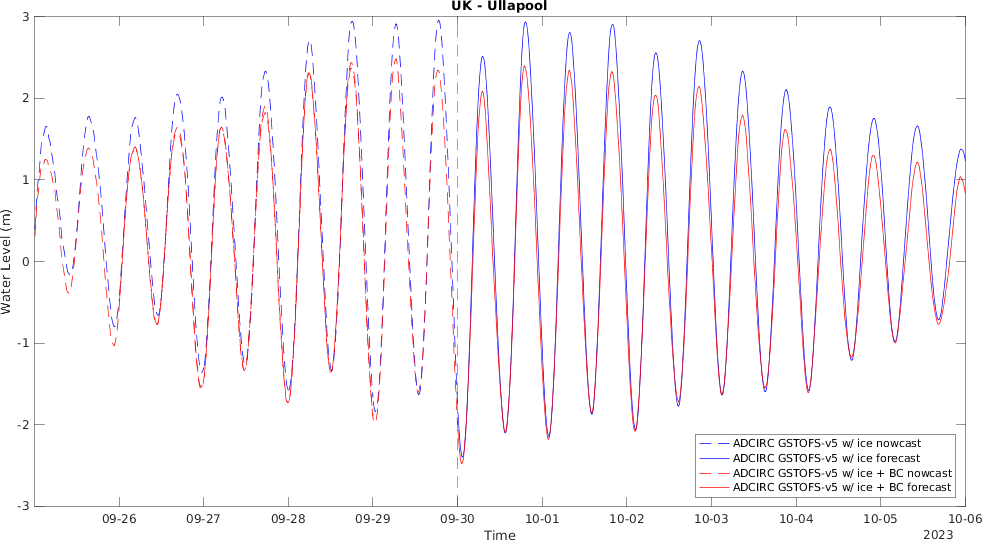 UK - Ullapool
3
2
1
0
-1
-2
-3
Water Level (m)
ADCIRC GSTOFS-v5 w/ ice nowcast
ADCIRC GSTOFS-v5 w/ ice forecast
ADCIRC GSTOFS-v5 w/ ice + BC nowcast
ADCIRC GSTOFS-v5 w/ ice + BC forecast
09-26 09-27 09-28 09-29 09-30 10-01 10-02 10-03 10-04 10-05 10-06
Time
2023